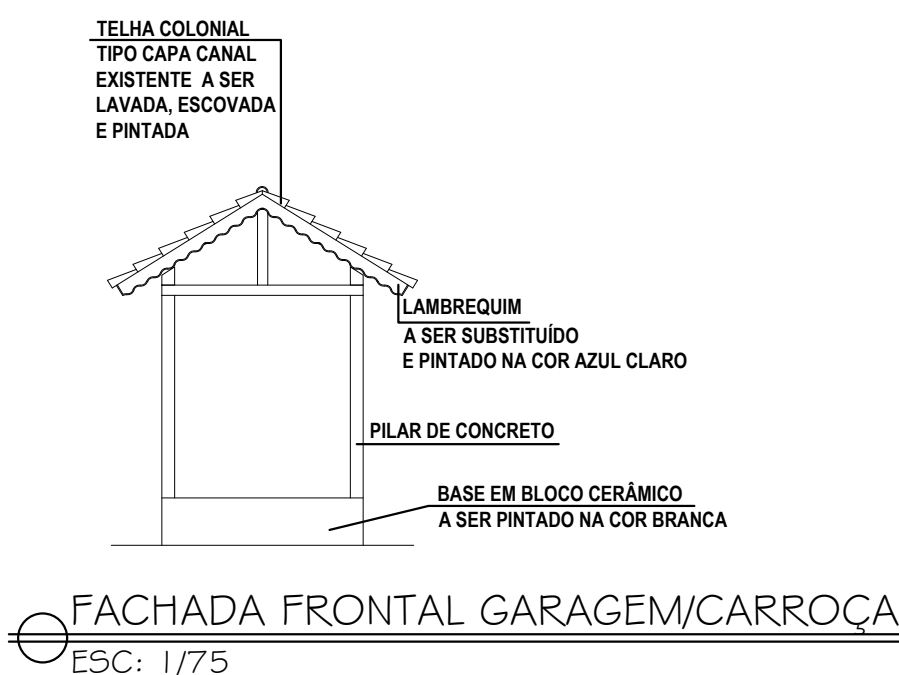 TELHA COLONIAL
TIPO CAPA CANAL
EXISTENTE A SER
LAVADA, ESCOVADA
E PINTADA
LAMBREQUIM
A SER SUBSTITUÍDO
E PINTADO NA COR AZUL CLARO
PILAR DE CONCRETO
BASE EM BLOCO CERÂMICO
A SER PINTADO NA COR BRANCA
FACHADA FRONTAL GARAGEM/CARROÇA
ESC: 1/75